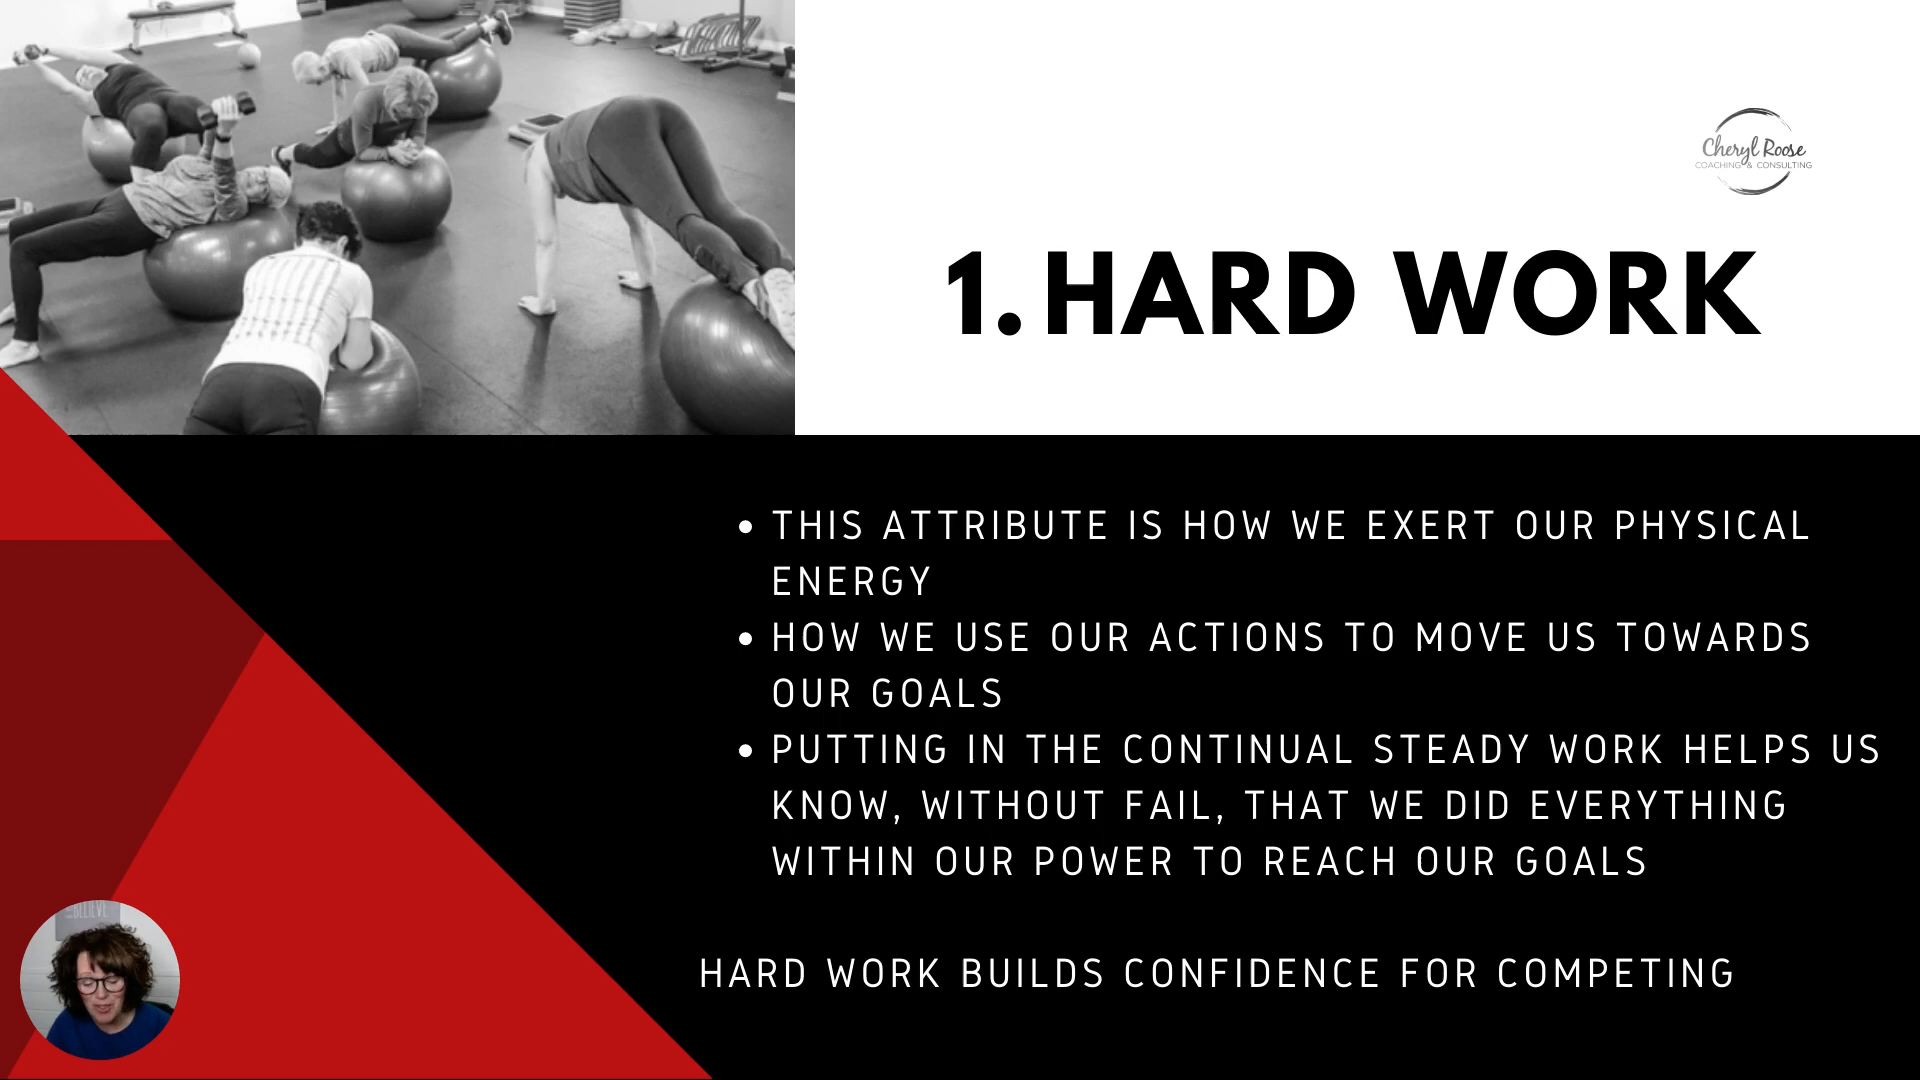 Cheryl Roose
COACHING & CONSULTING
1. HARD WORK
• THIS ATTRIBUTE IS HOW WE EXERT OUR PHYSICAL
ENERGY
• HOW WE USE OUR ACTIONS TO MOVE US TOWARDS
OUR GOALS
• PUTTING IN THE CONTINUAL STEADY WORK HELPS US
KNOW, WITHOUT FAIL, THAT WE DID EVERYTHING
WITHIN OUR POWER TO REACH OUR GOALS
HARD WORK BUILDS CONFIDENCE FOR COMPETING
BELIEVE